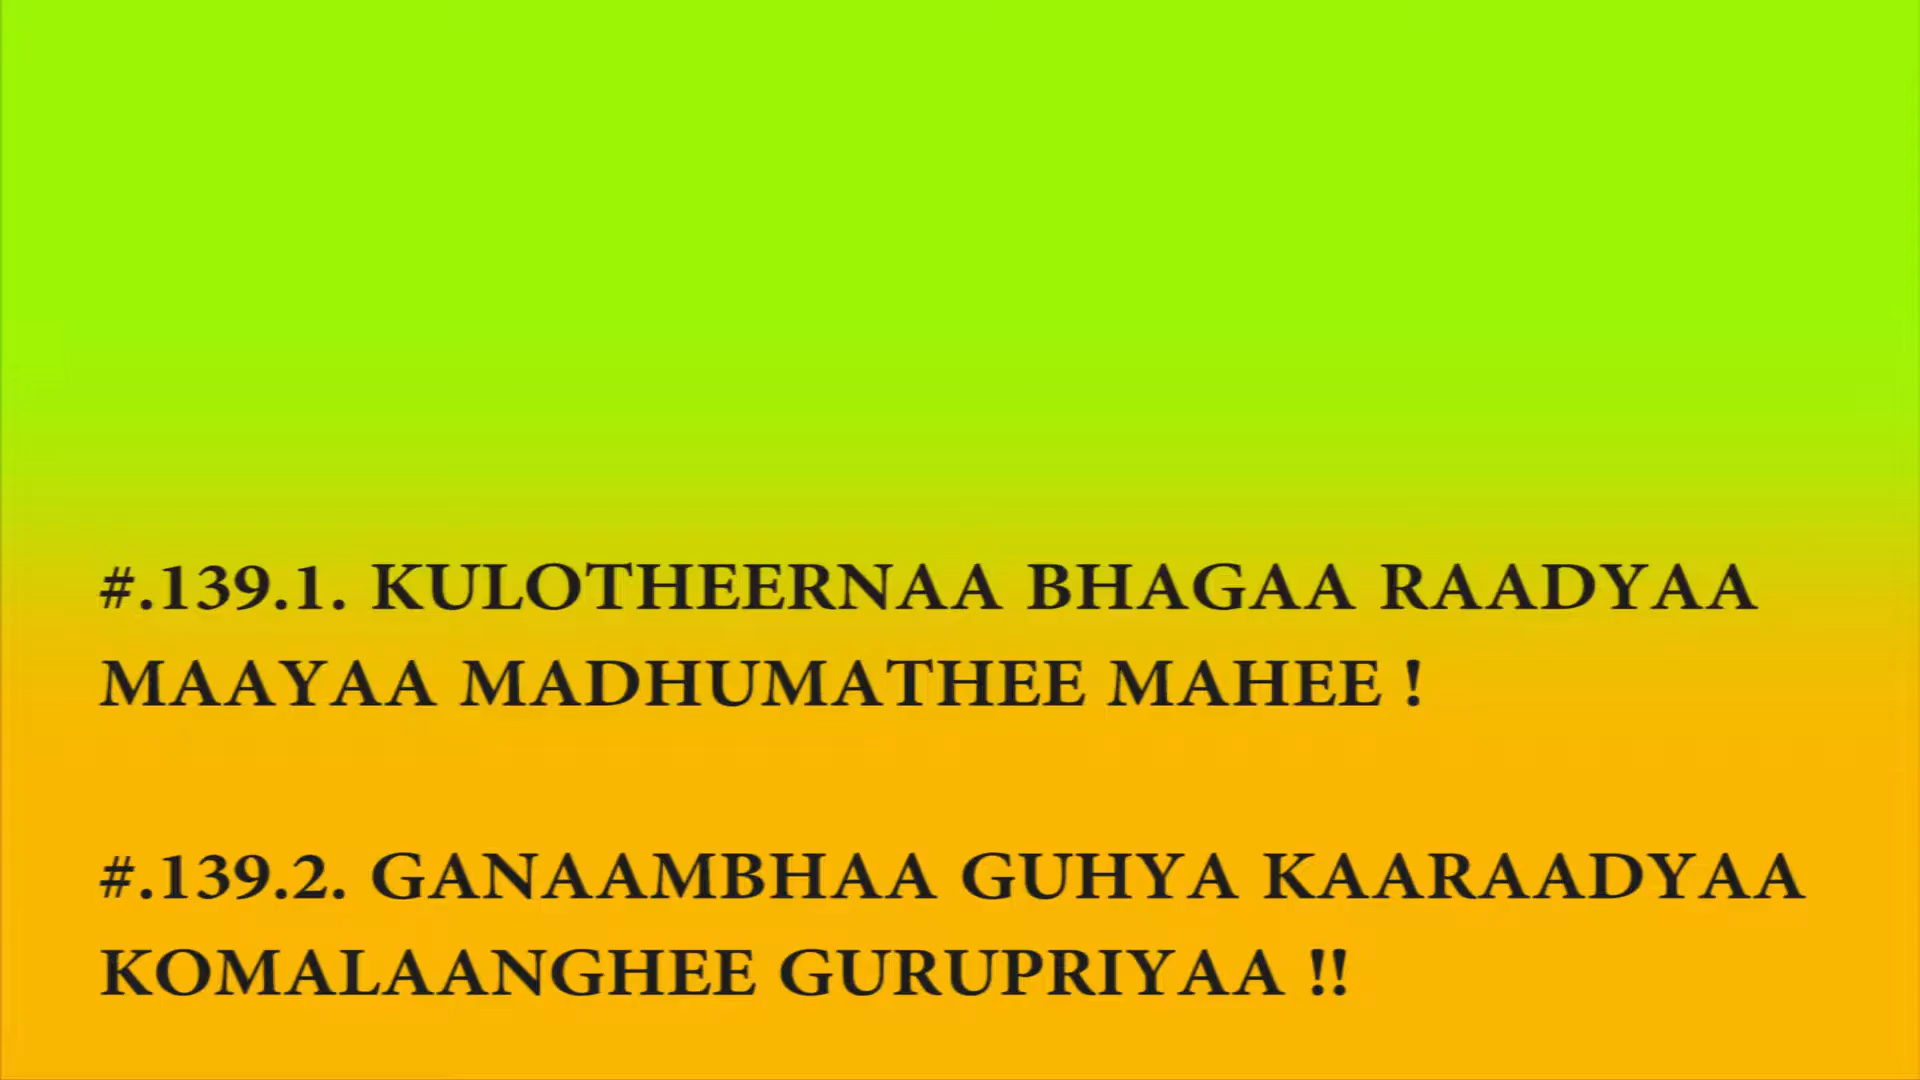 #.139.1. KULOTHEERNAA BHAGAA RAADYAA
MAAYAA MADHUMATHEE MAHEE !
#.139.2. GANAAMBHAA GUHYA KAARAADYAA
KOMALAANGHEE GURUPRIYAA !!